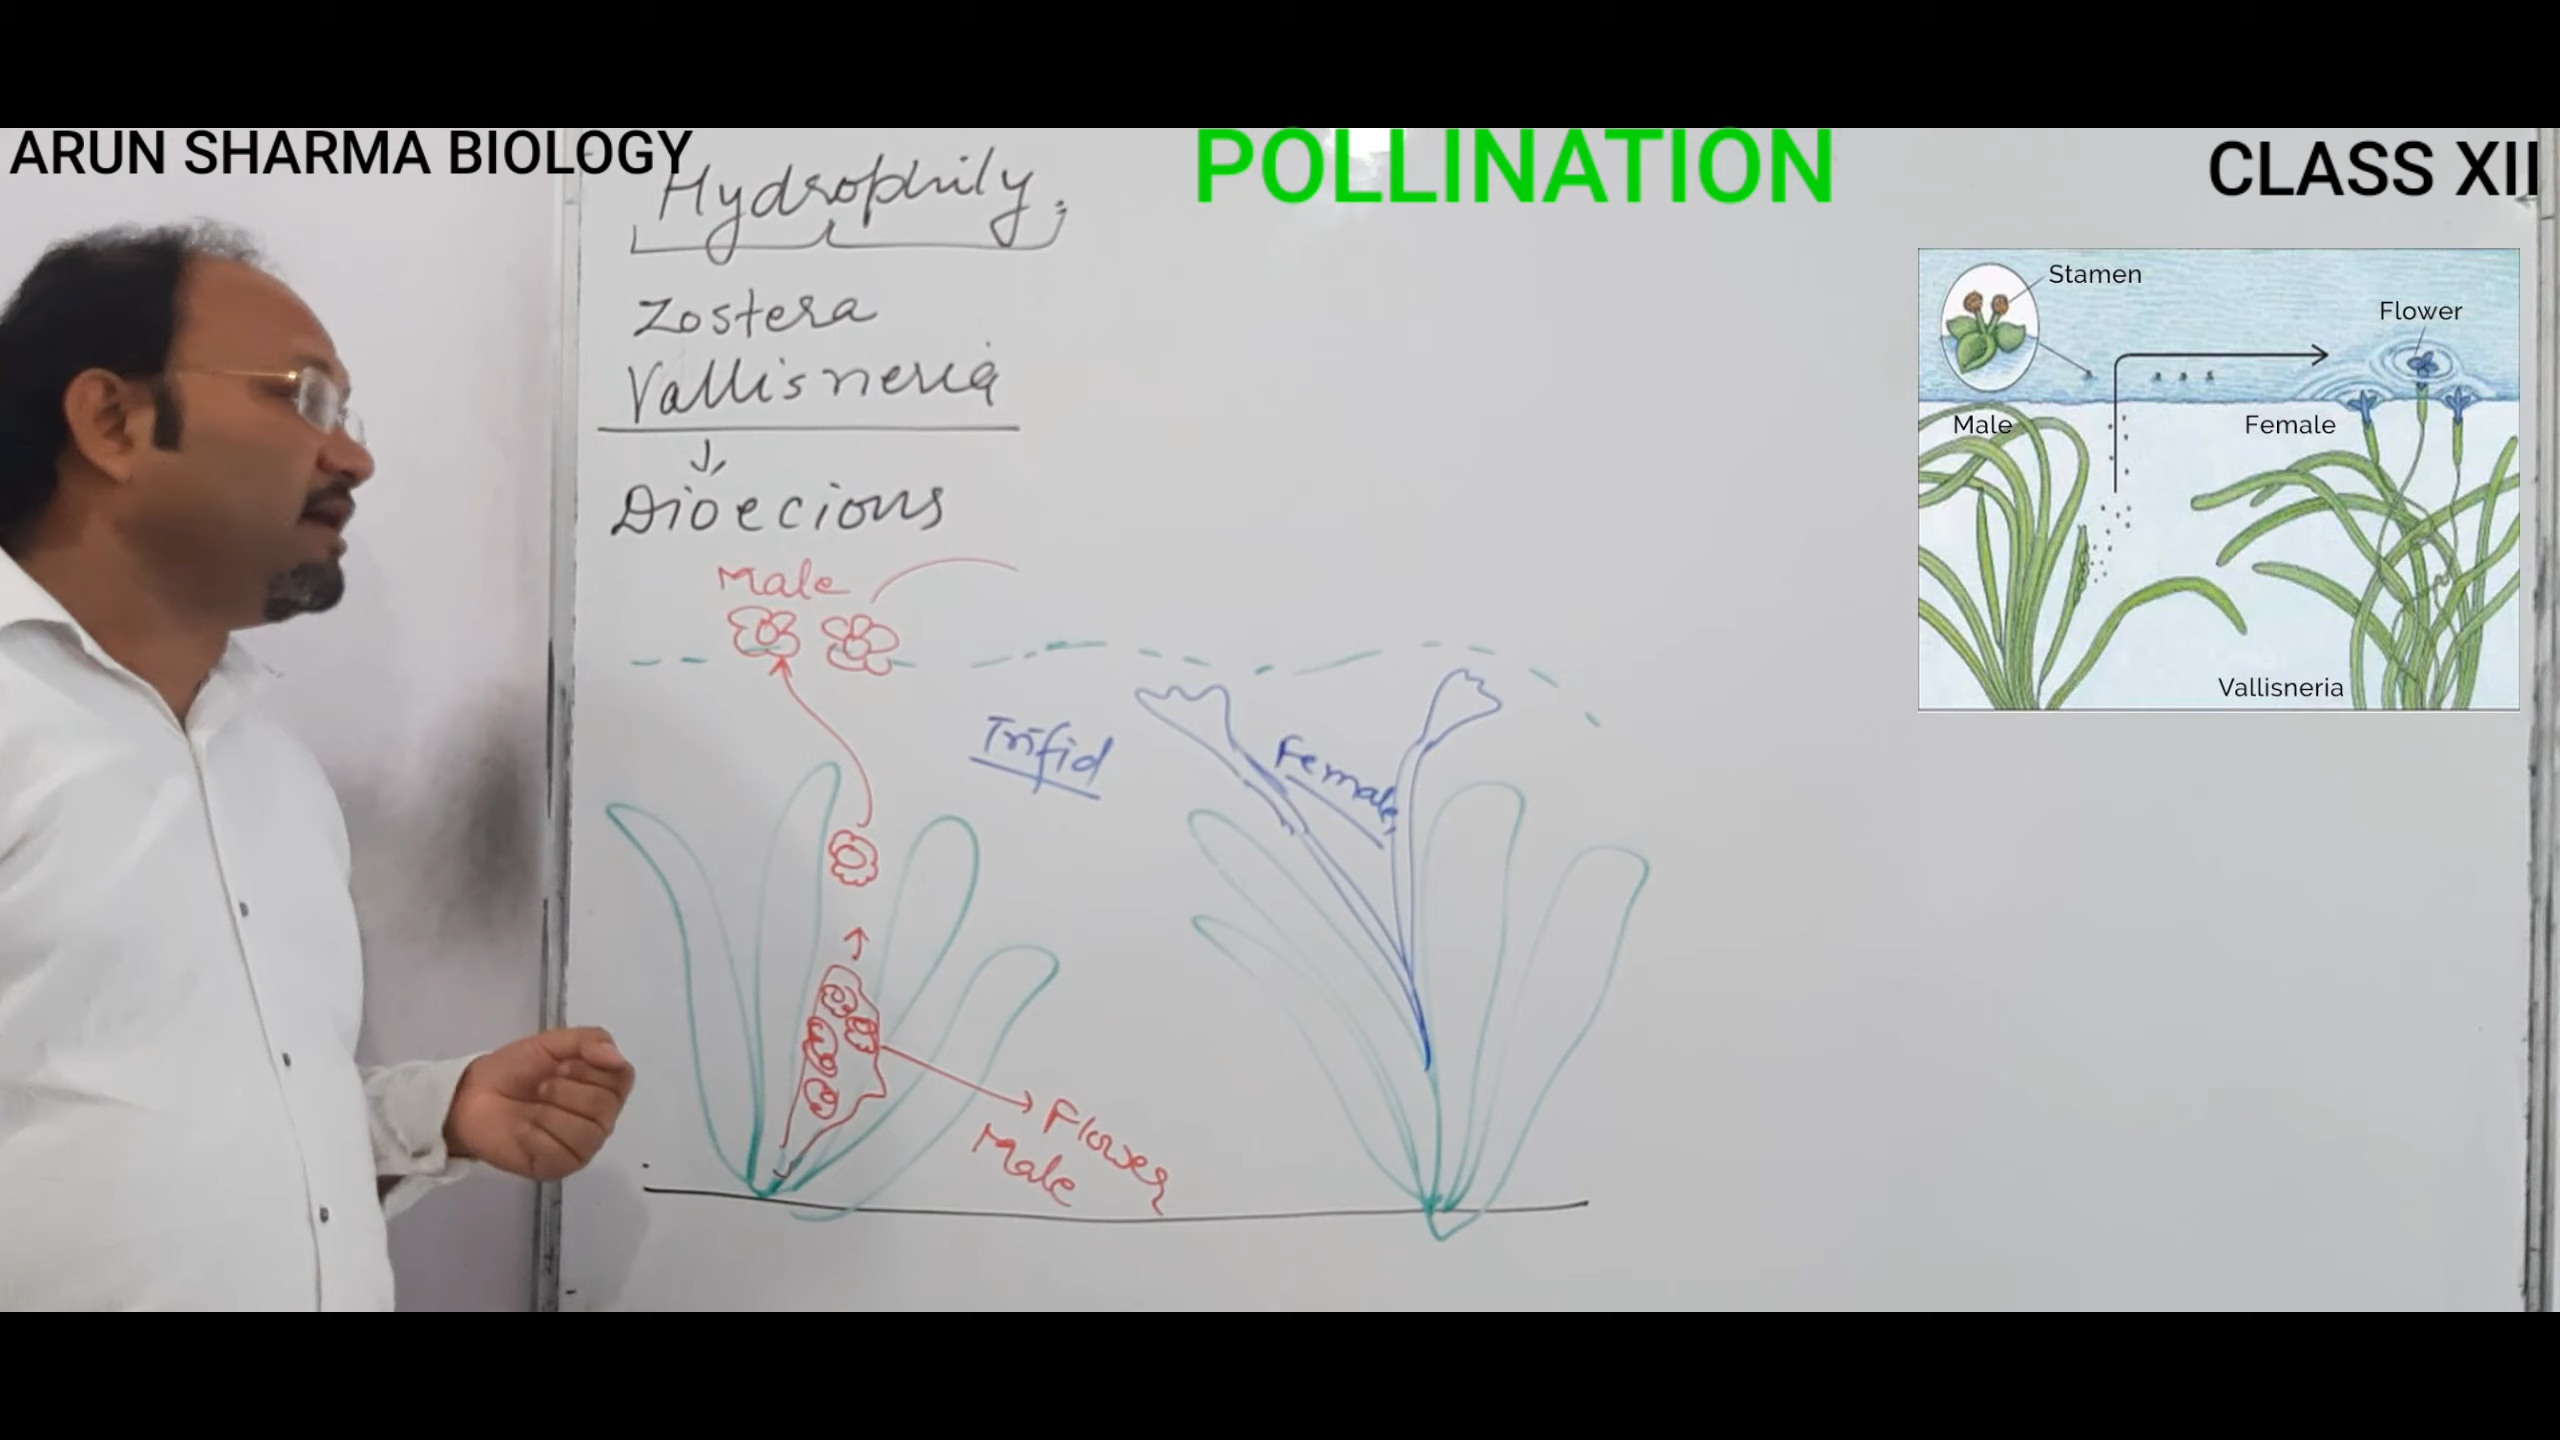 ARUN SHARMA BIOLOGY
POLLINATION
CLASS XII
Hydrophily
Zostera
Vallisneria
Dioecious
Male
Trifid
Female
Flower
Male
Stamen
Flower
Male
Female
Vallisneria